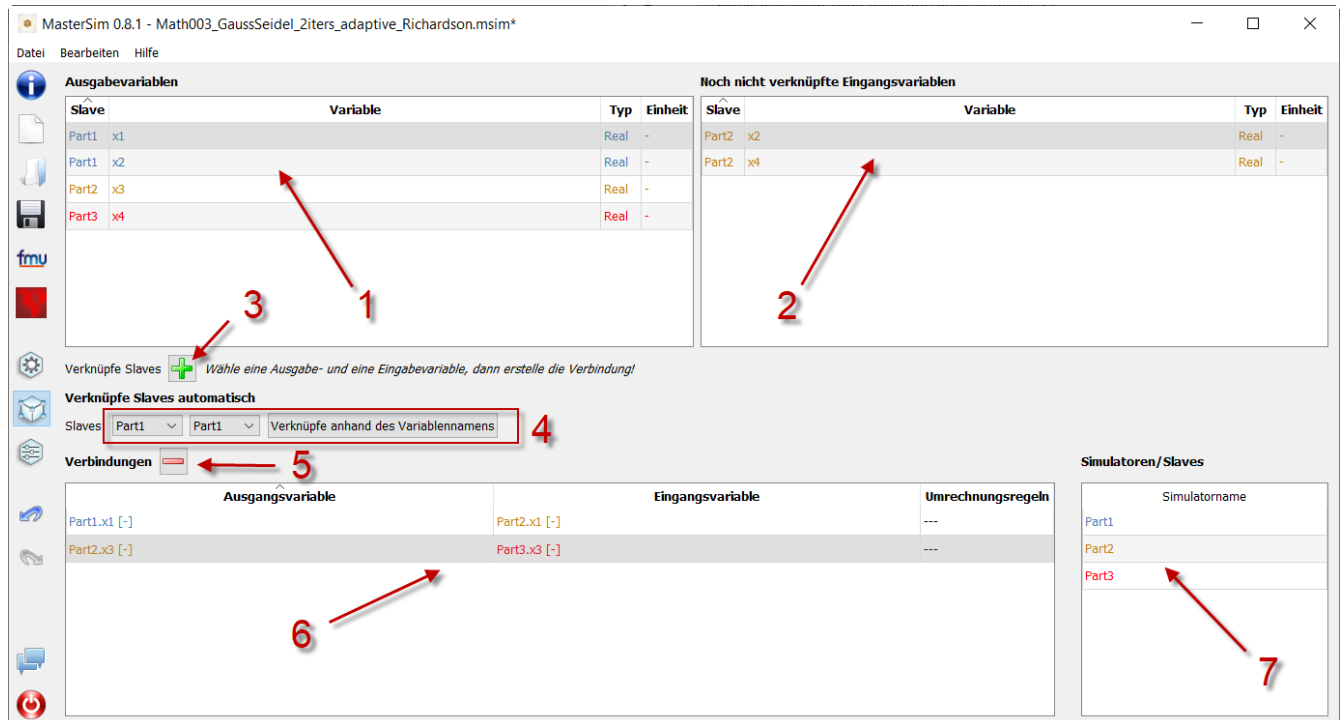 MasterSim 0.8.1 - Math003_GaussSeidel_2iters_adaptive_Richardson.msim*
Datei Bearbeiten Hilfe
Ausgabevariablen
Slave Variable Typ Einheit
Part1 x1 Real -
Part1 x2 Real -
Part2 x3 Real -
Part3 x4 Real -
1
Noch nicht verknüpfte Eingangsvariablen
Slave Variable Typ Einheit
Part2 x2 Real -
Part2 x4 Real -
2
fmu
3
Verknüpfe Slaves Wähle eine Ausgabe- und eine Eingabevariable, dann erstelle die Verbindung!
Verknüpfe Slaves automatisch
Slaves Part1 Part1 Verknüpfe anhand des Variablennamens 4
Verbindungen 5
Ausgangsvariable Eingangsvariable Umrechnungsregeln
Part1.x1 [-] Part2.x1 [-] ---
Part2.x3 [-] Part3.x3 [-] ---
6
Simulatoren/Slaves
Simulatorname
Part1
Part2
Part3
7